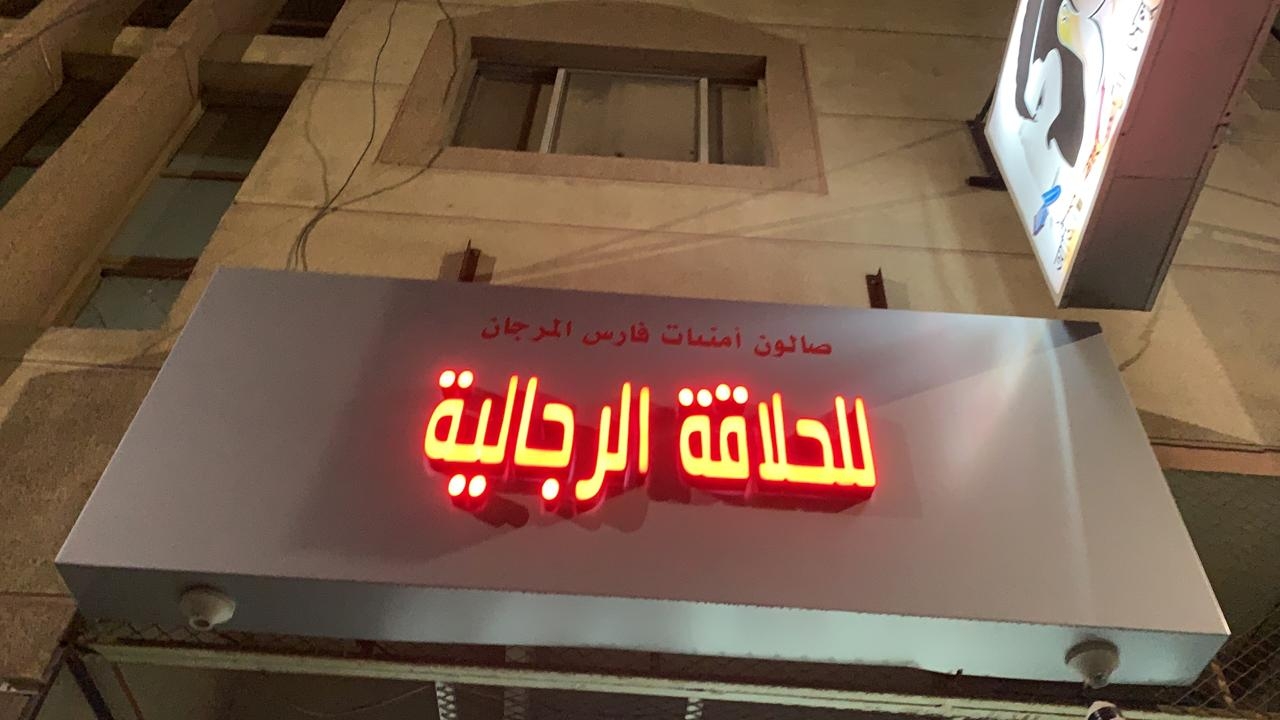 صالون أمنيات فارس المرجان
للحلاقة الرجالية